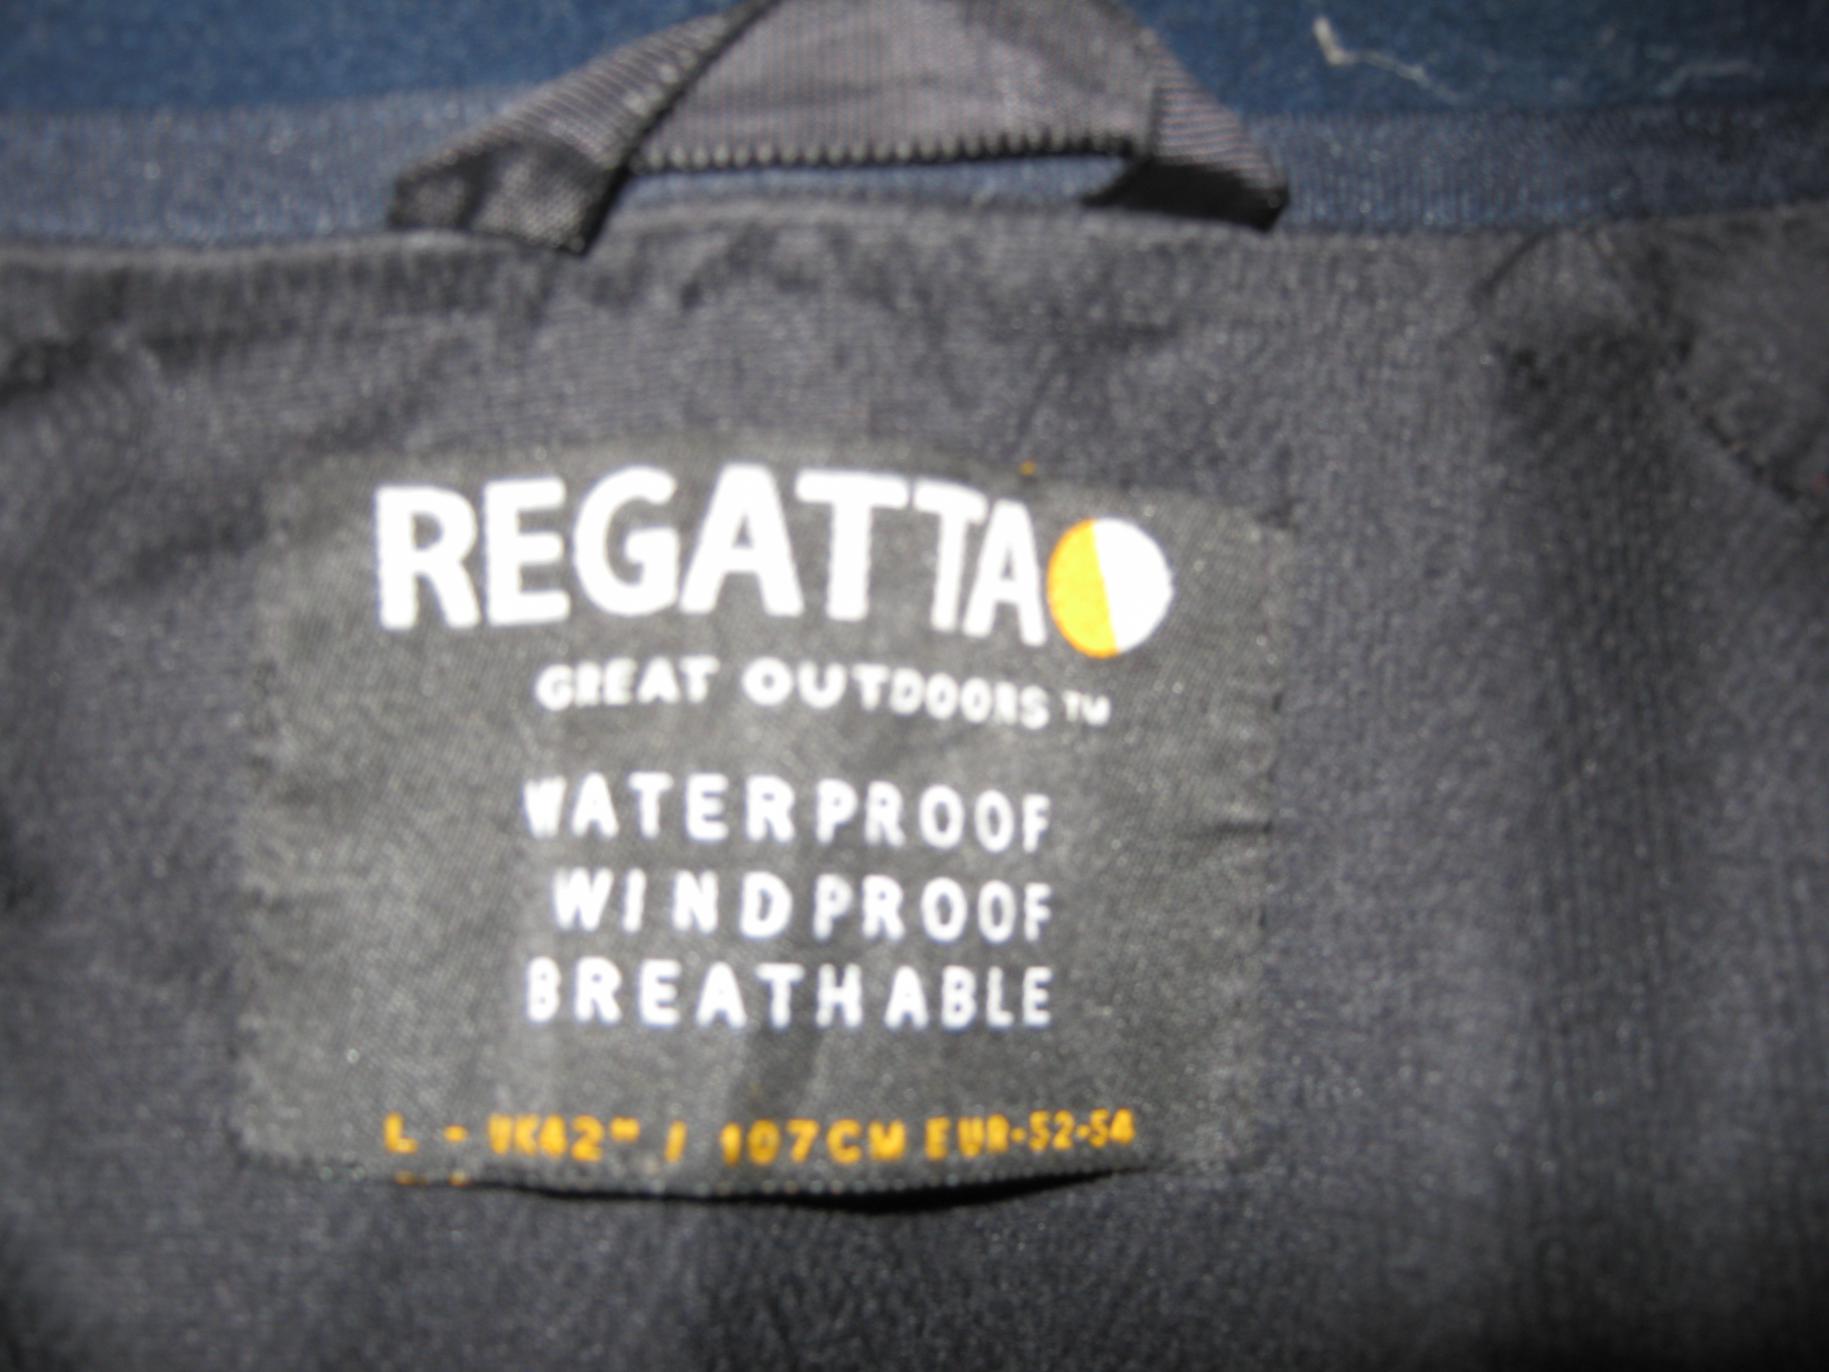 REGATTA
GREAT OUTDOORS™
WATERPROOF
WINDPROOF
BREATHABLE
L - UK42" / 107CM EUR-52-54